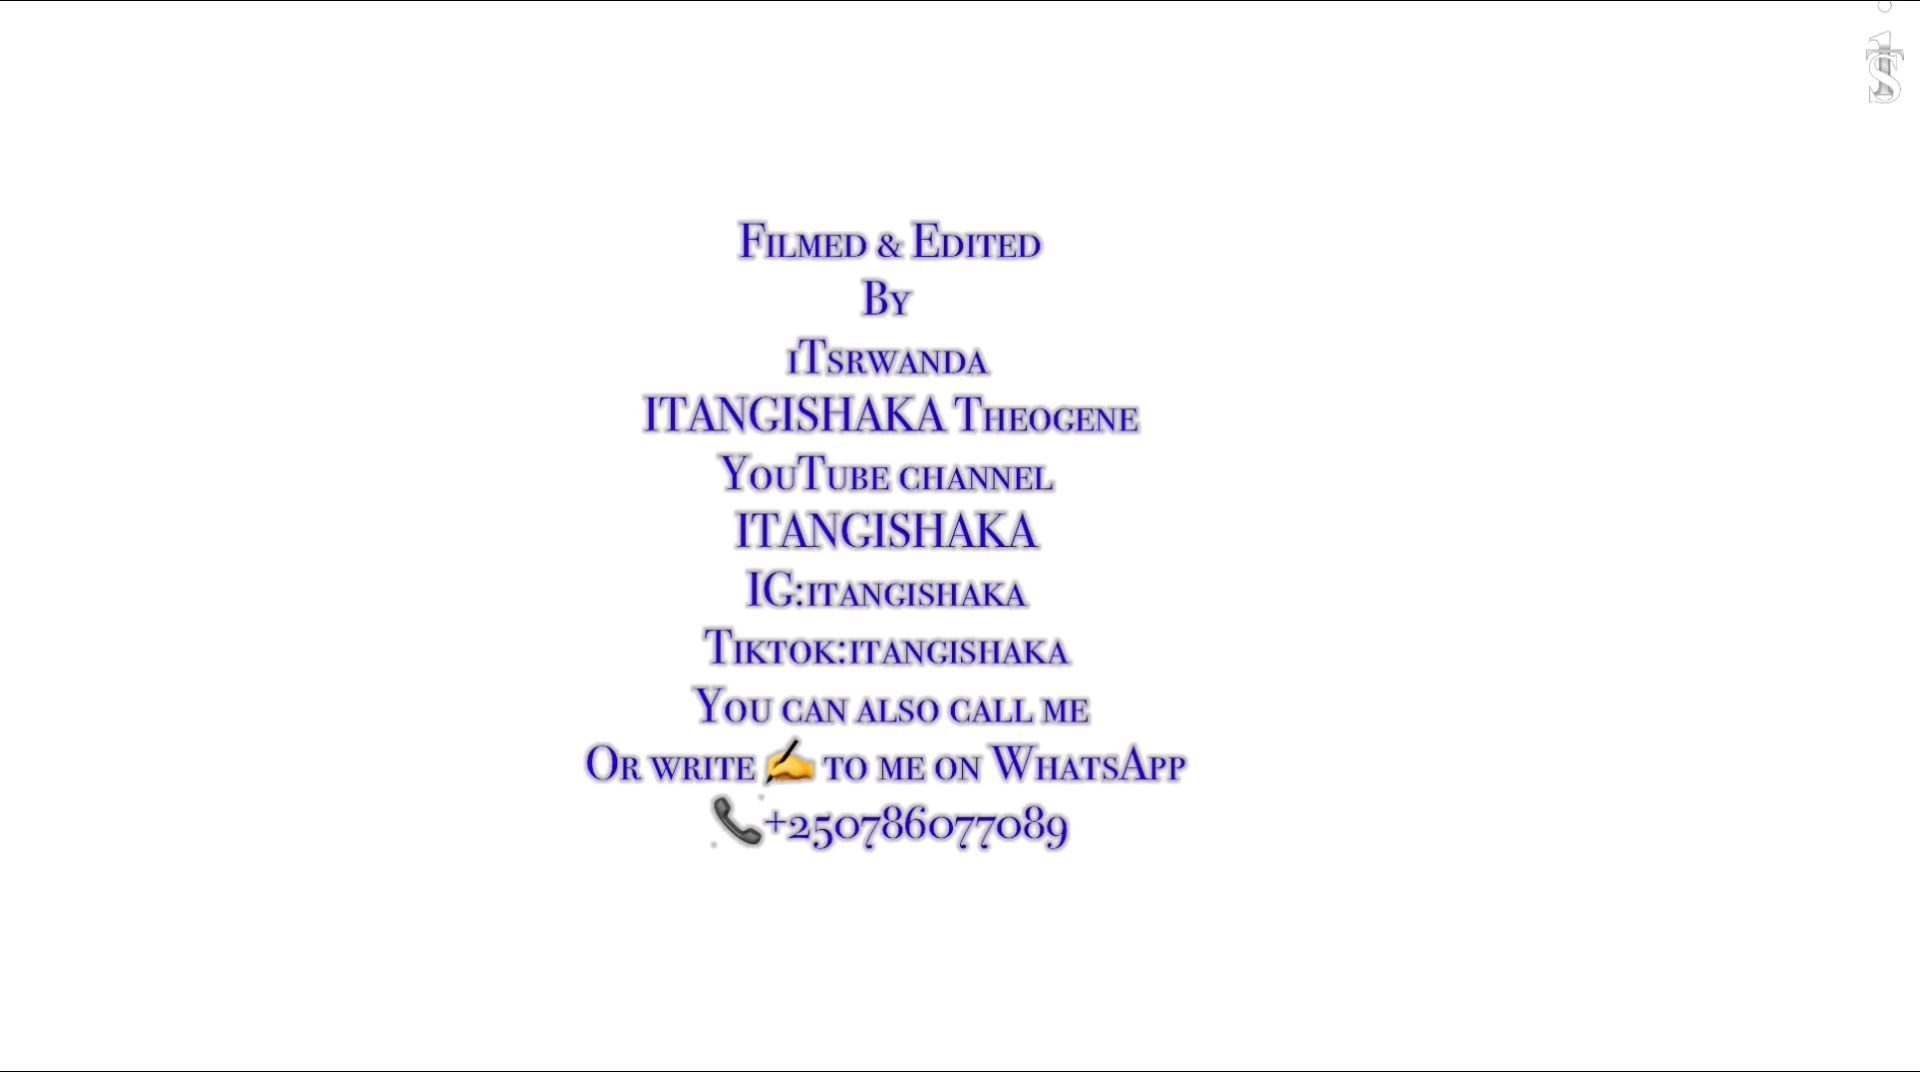 Filmed & Edited
By
iTsrwanda
ITANGISHAKA Theogene
YouTube channel
ITANGISHAKA
IG:itangishaka
Tiktok:itangishaka
You can also call me
Or write ✍️ to me on WhatsApp
📞+250786077089